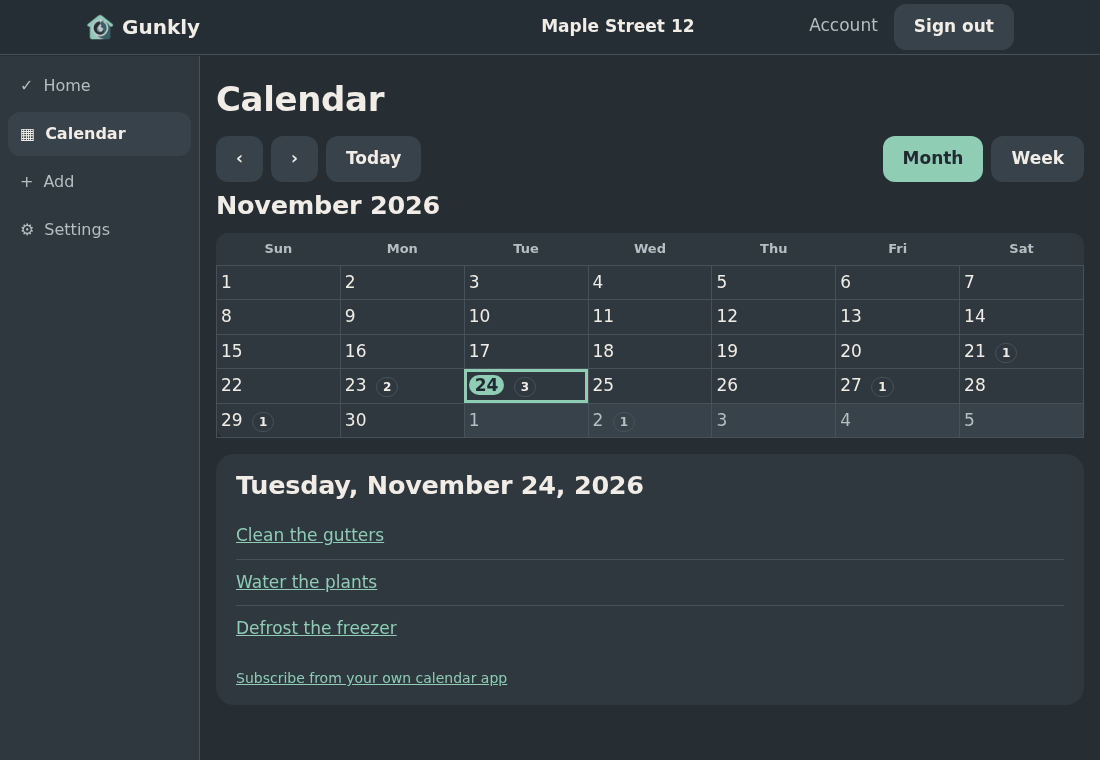 Gunkly
Maple Street 12
Account
Sign out
✓ Home
▦ Calendar
+ Add
⚙ Settings
Calendar
‹ › Today Month Week
November 2026
Sun Mon Tue Wed Thu Fri Sat
1 2 3 4 5 6 7
8 9 10 11 12 13 14
15 16 17 18 19 20 21 1
22 23 2 24 3 25 26 27 1 28
29 1 30 1 2 1 3 4 5
Tuesday, November 24, 2026
Clean the gutters
Water the plants
Defrost the freezer
Subscribe from your own calendar app